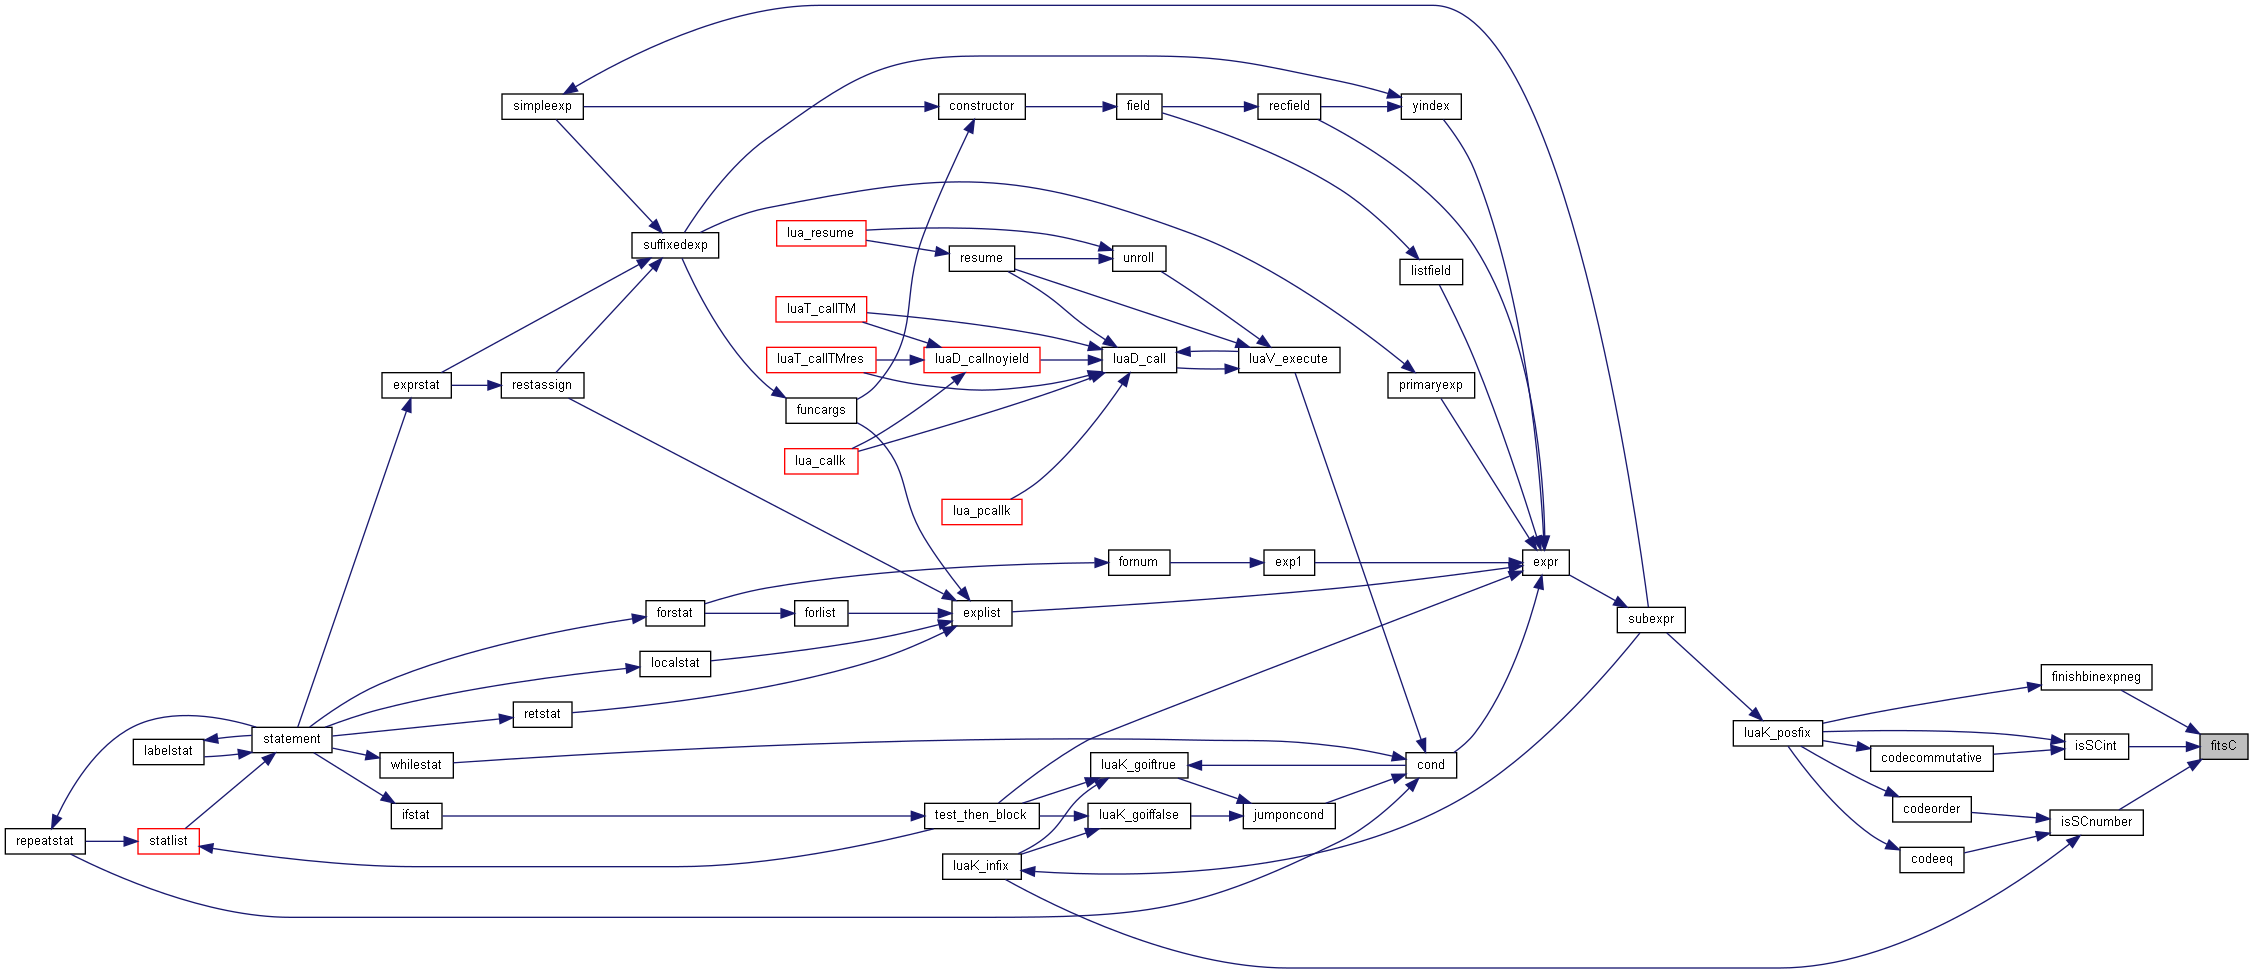 simpleexp
constructor
field
recfield
yindex
lua_resume
suffixedexp
resume
unroll
listfield
luaT_callTM
luaT_callTMres
luaD_callnoyield
luaD_call
luaV_execute
exprstat
restassign
primaryexp
funcargs
lua_callk
lua_pcallk
fornum
exp1
expr
forstat
forlist
explist
subexpr
localstat
finishbinexpneg
retstat
statement
luaK_posfix
labelstat
isSCint
fitsC
whilestat
luaK_goiftrue
cond
codecommutative
ifstat
test_then_block
luaK_goiffalse
jumponcond
codeorder
isSCnumber
repeatstat
statlist
luaK_infix
codeeq